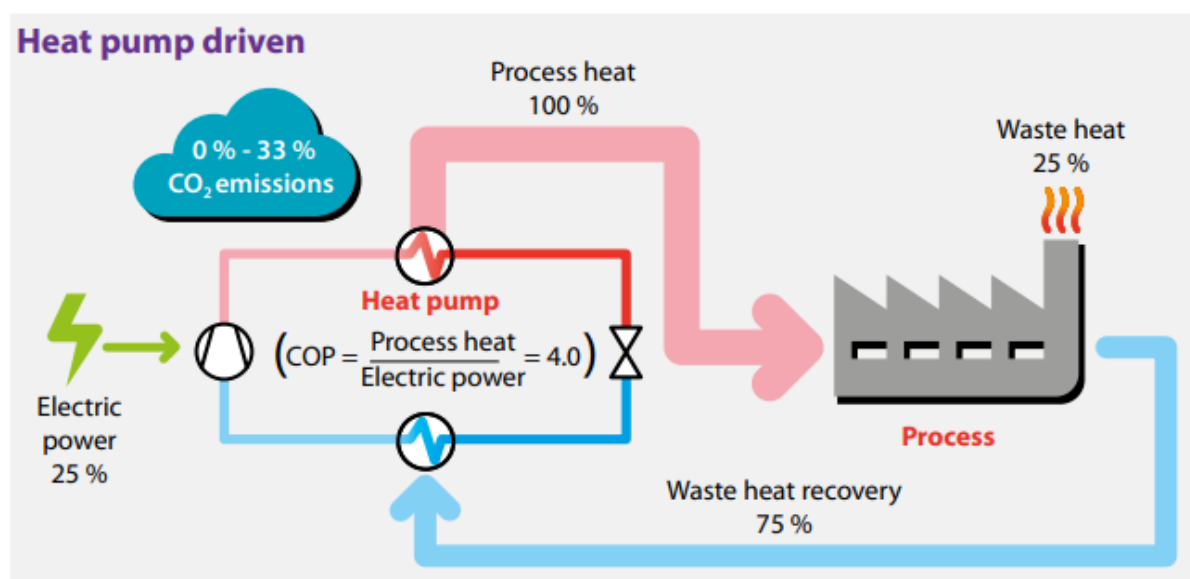 Heat pump driven
Process heat
100 %
Waste heat
25 %
0 % - 33 %
CO₂ emissions
Heat pump
(COP = Process heat / Electric power = 4.0)
Electric
power
25 %
Process
Waste heat recovery
75 %